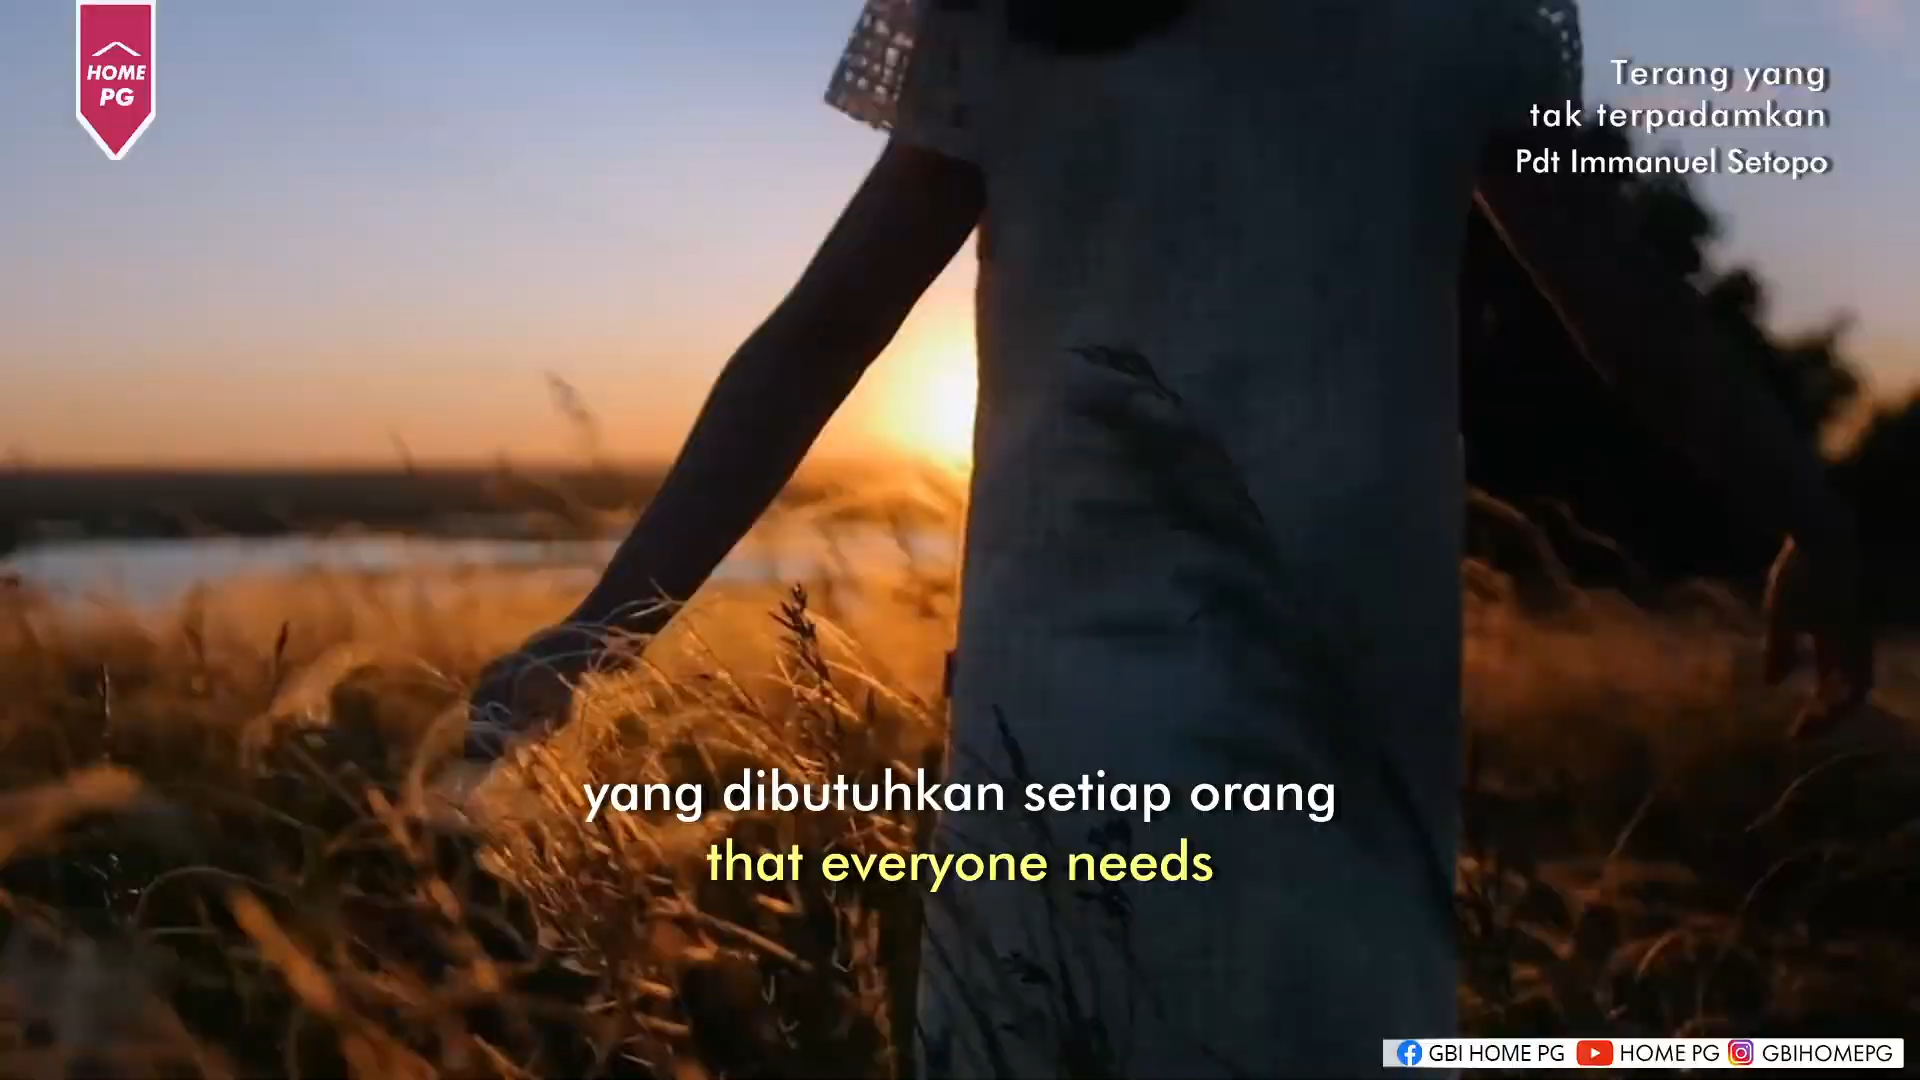 HOME
PG
Terang yang
tak terpadamkan
Pdt Immanuel Setopo
yang dibutuhkan setiap orang
that everyone needs
GBI HOME PG HOME PG GBIHOMEPG